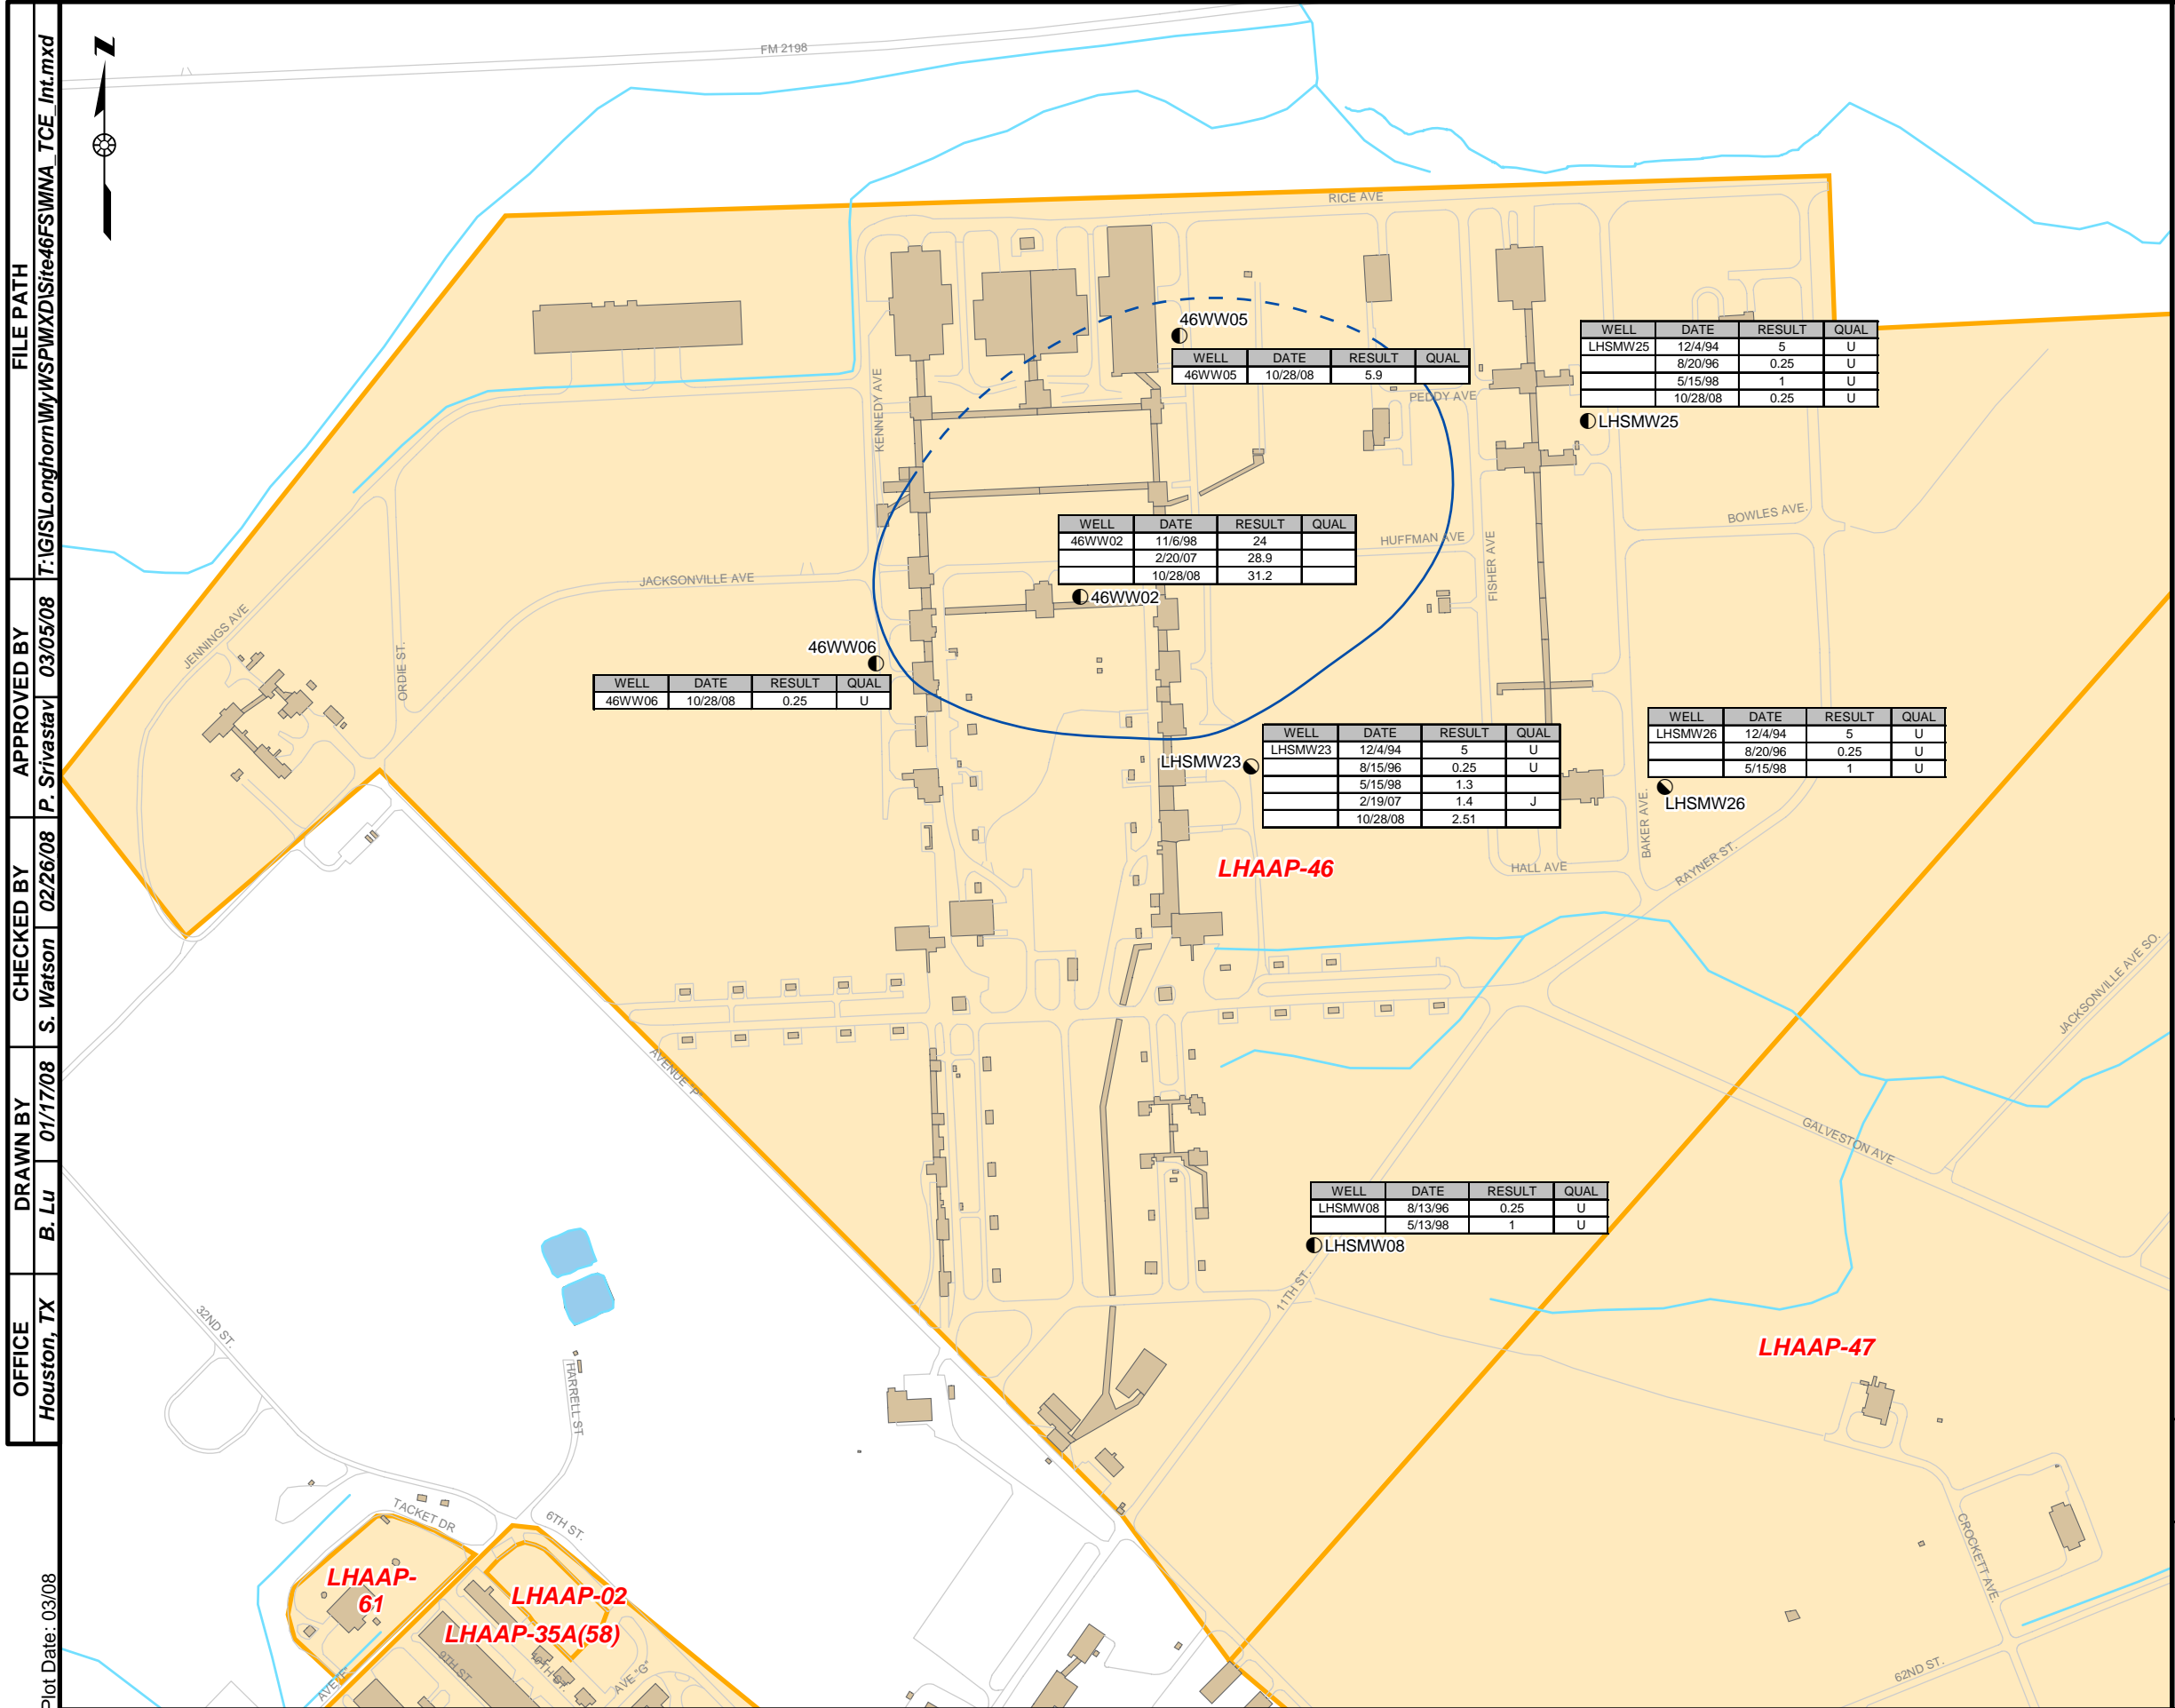 FILE PATH
T:\GIS\Longhorn\MyWSPWMXD\Site46FSWMNA_TCE_Int.mxd
APPROVED BY
P. Srivastav 03/05/08
CHECKED BY
S. Watson 02/26/08
DRAWN BY
B. Lu 01/17/08
OFFICE
Houston, TX
Plot Date: 03/08
N
FM 2198
RICE AVE
46WW05
WELL DATE RESULT QUAL
46WW05 10/28/08 5.9
WELL DATE RESULT QUAL
LHSMW25 12/4/94 5 U
8/20/96 0.25 U
5/15/98 1 U
10/28/08 0.25 U
LHSMW25
KENNEDY AVE
PEDDY AVE
BOWLES AVE.
WELL DATE RESULT QUAL
46WW02 11/6/98 24
2/20/07 28.9
10/28/08 31.2
46WW02
HUFFMAN AVE
FISHER AVE
JACKSONVILLE AVE
JENNINGS AVE
ORDIE ST.
46WW06
WELL DATE RESULT QUAL
46WW06 10/28/08 0.25 U
LHSMW23
WELL DATE RESULT QUAL
LHSMW23 12/4/94 5 U
8/15/96 0.25 U
5/15/98 1.3
2/19/07 1.4 J
10/28/08 2.51
WELL DATE RESULT QUAL
LHSMW26 12/4/94 5 U
8/20/96 0.25 U
5/15/98 1 U
LHSMW26
BAKER AVE.
RAYNER ST.
HALL AVE
LHAAP-46
JACKSONVILLE AVE SO.
AVENUE "P"
GALVESTON AVE
WELL DATE RESULT QUAL
LHSMW08 8/13/96 0.25 U
5/13/98 1 U
LHSMW08
11TH ST.
32ND ST.
HARRELL ST
LHAAP-47
CROCKETT AVE.
TACKET DR
6TH ST.
LHAAP-
61
LHAAP-02
LHAAP-35A(58)
9TH ST
10TH ST.
AVE "G"
62ND ST.